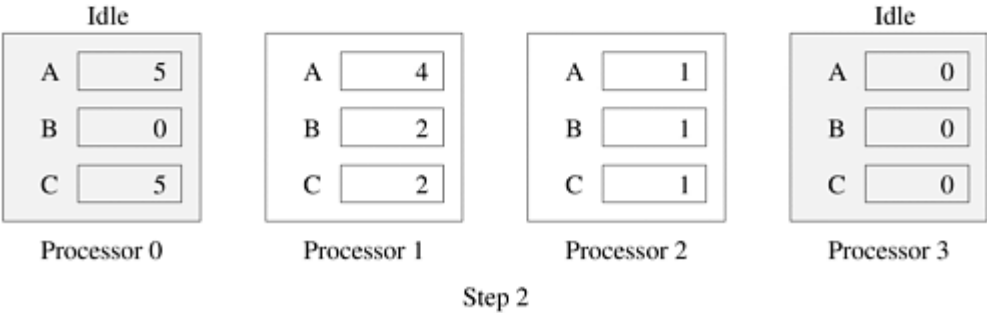 Idle Idle
A 5 A 4 A 1 A 0
B 0 B 2 B 1 B 0
C 5 C 2 C 1 C 0
Processor 0 Processor 1 Processor 2 Processor 3
Step 2